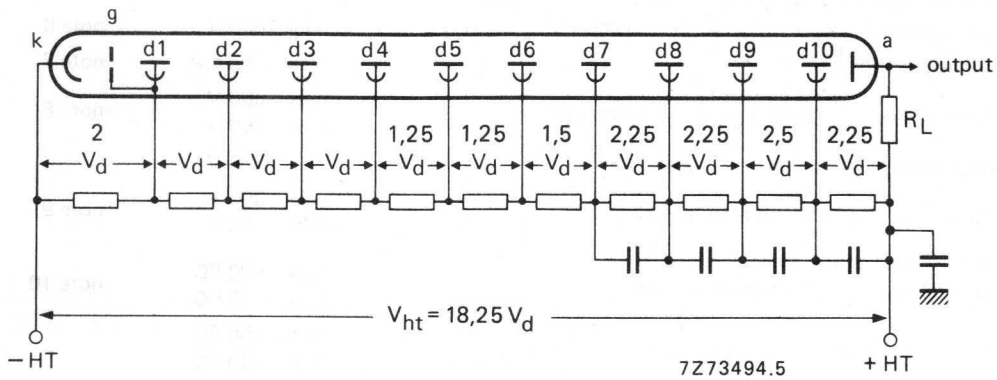 g
k d1 d2 d3 d4 d5 d6 d7 d8 d9 d10 a
output
R_L
2 1,25 1,25 1,5 2,25 2,25 2,5 2,25
V_d V_d V_d V_d V_d V_d V_d V_d V_d V_d V_d
V_ht = 18,25 V_d
− HT + HT
7Z73494.5